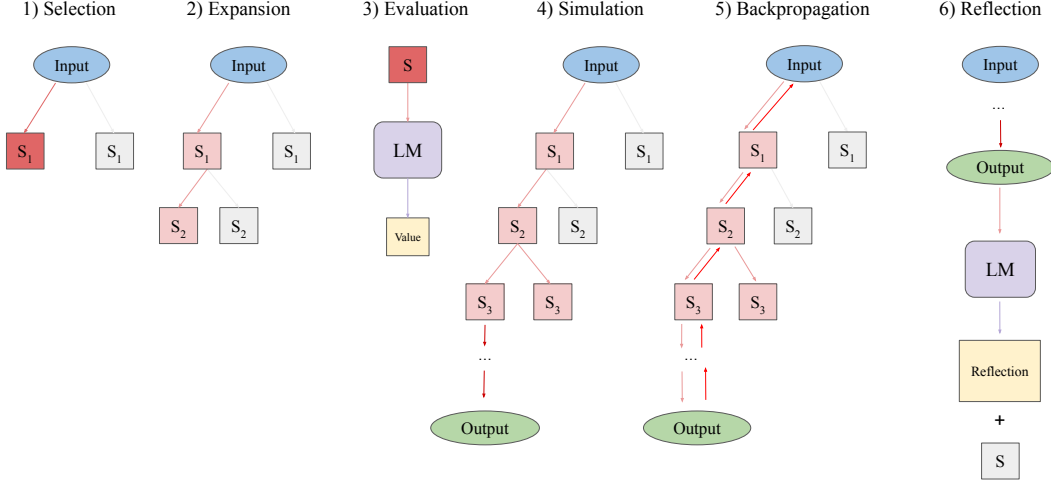 1) Selection
2) Expansion
3) Evaluation
4) Simulation
5) Backpropagation
6) Reflection
Input
S1
S1
Input
S1
S1
S2
S2
S
LM
Value
Input
S1
S1
S2
S2
S3
S3
...
Output
Input
S1
S1
S2
S2
S3
S3
...
Output
Input
...
Output
LM
Reflection
+
S